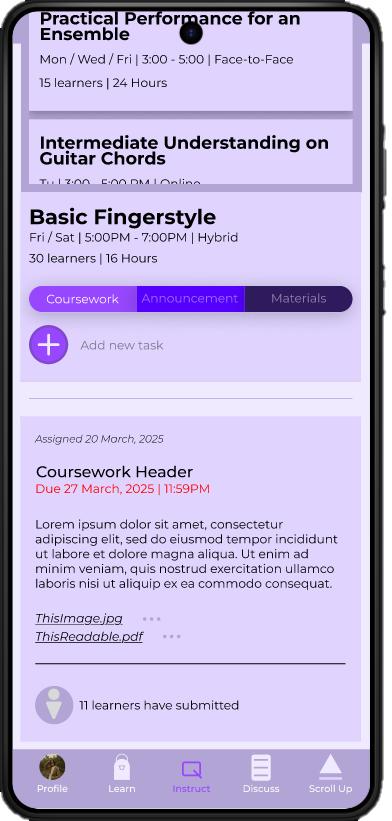 Practical Performance for an
Ensemble
Mon / Wed / Fri | 3:00 - 5:00 | Face-to-Face
15 learners | 24 Hours
Intermediate Understanding on
Guitar Chords
Tu | 3:00 - 5:00 PM | Online
Basic Fingerstyle
Fri / Sat | 5:00PM - 7:00PM | Hybrid
30 learners | 16 Hours
Coursework Announcement Materials
Add new task
Assigned 20 March, 2025
Coursework Header
Due 27 March, 2025 | 11:59PM
Lorem ipsum dolor sit amet, consectetur
adipiscing elit, sed do eiusmod tempor incididunt
ut labore et dolore magna aliqua. Ut enim ad
minim veniam, quis nostrud exercitation ullamco
laboris nisi ut aliquip ex ea commodo consequat.
ThisImage.jpg
ThisReadable.pdf
11 learners have submitted
Profile Learn Instruct Discuss Scroll Up